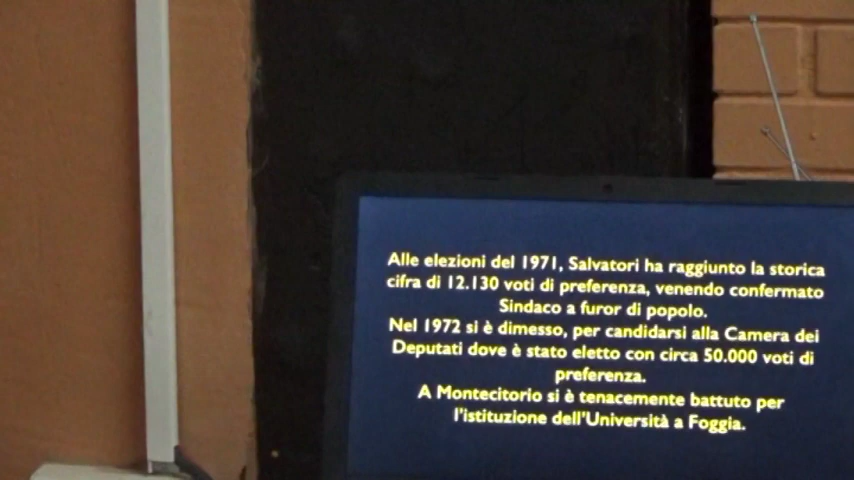 Alle elezioni del 1971, Salvatori ha raggiunto la storica
cifra di 12.130 voti di preferenza, venendo confermato
Sindaco a furor di popolo.
Nel 1972 si è dimesso, per candidarsi alla Camera dei
Deputati dove è stato eletto con circa 50.000 voti di
preferenza.
A Montecitorio si è tenacemente battuto per
l'istituzione dell'Università a Foggia.